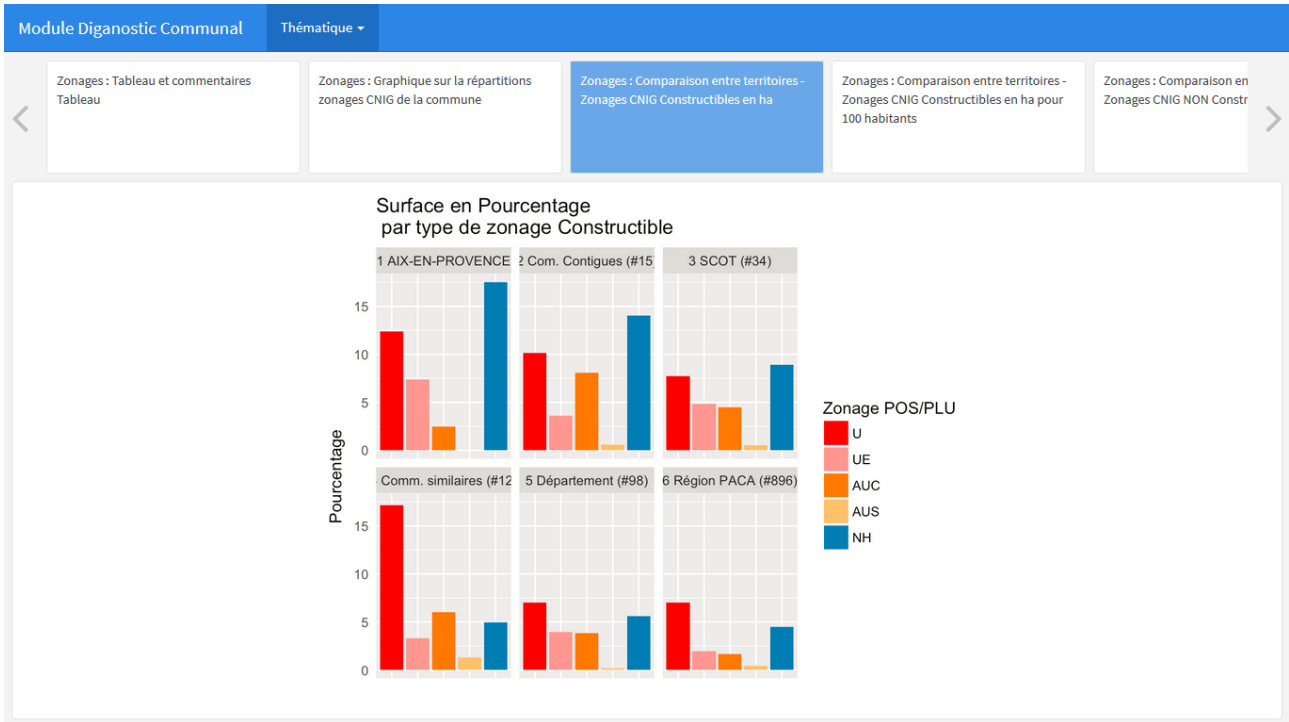 Module Diganostic Communal
Thématique
Zonages : Tableau et commentaires
Tableau
Zonages : Graphique sur la répartitions
zonages CNIG de la commune
Zonages : Comparaison entre territoires -
Zonages CNIG Constructibles en ha
Zonages : Comparaison entre territoires -
Zonages CNIG Constructibles en ha pour
100 habitants
Zonages : Comparaison en
Zonages CNIG NON Constr
Surface en Pourcentage
par type de zonage Constructible
1 AIX-EN-PROVENCE
2 Com. Contigues (#15
3 SCOT (#34)
15
10
5
0
Comm. similaires (#12
5 Département (#98)
6 Région PACA (#896)
15
10
5
0
Pourcentage
Zonage POS/PLU
U
UE
AUC
AUS
NH